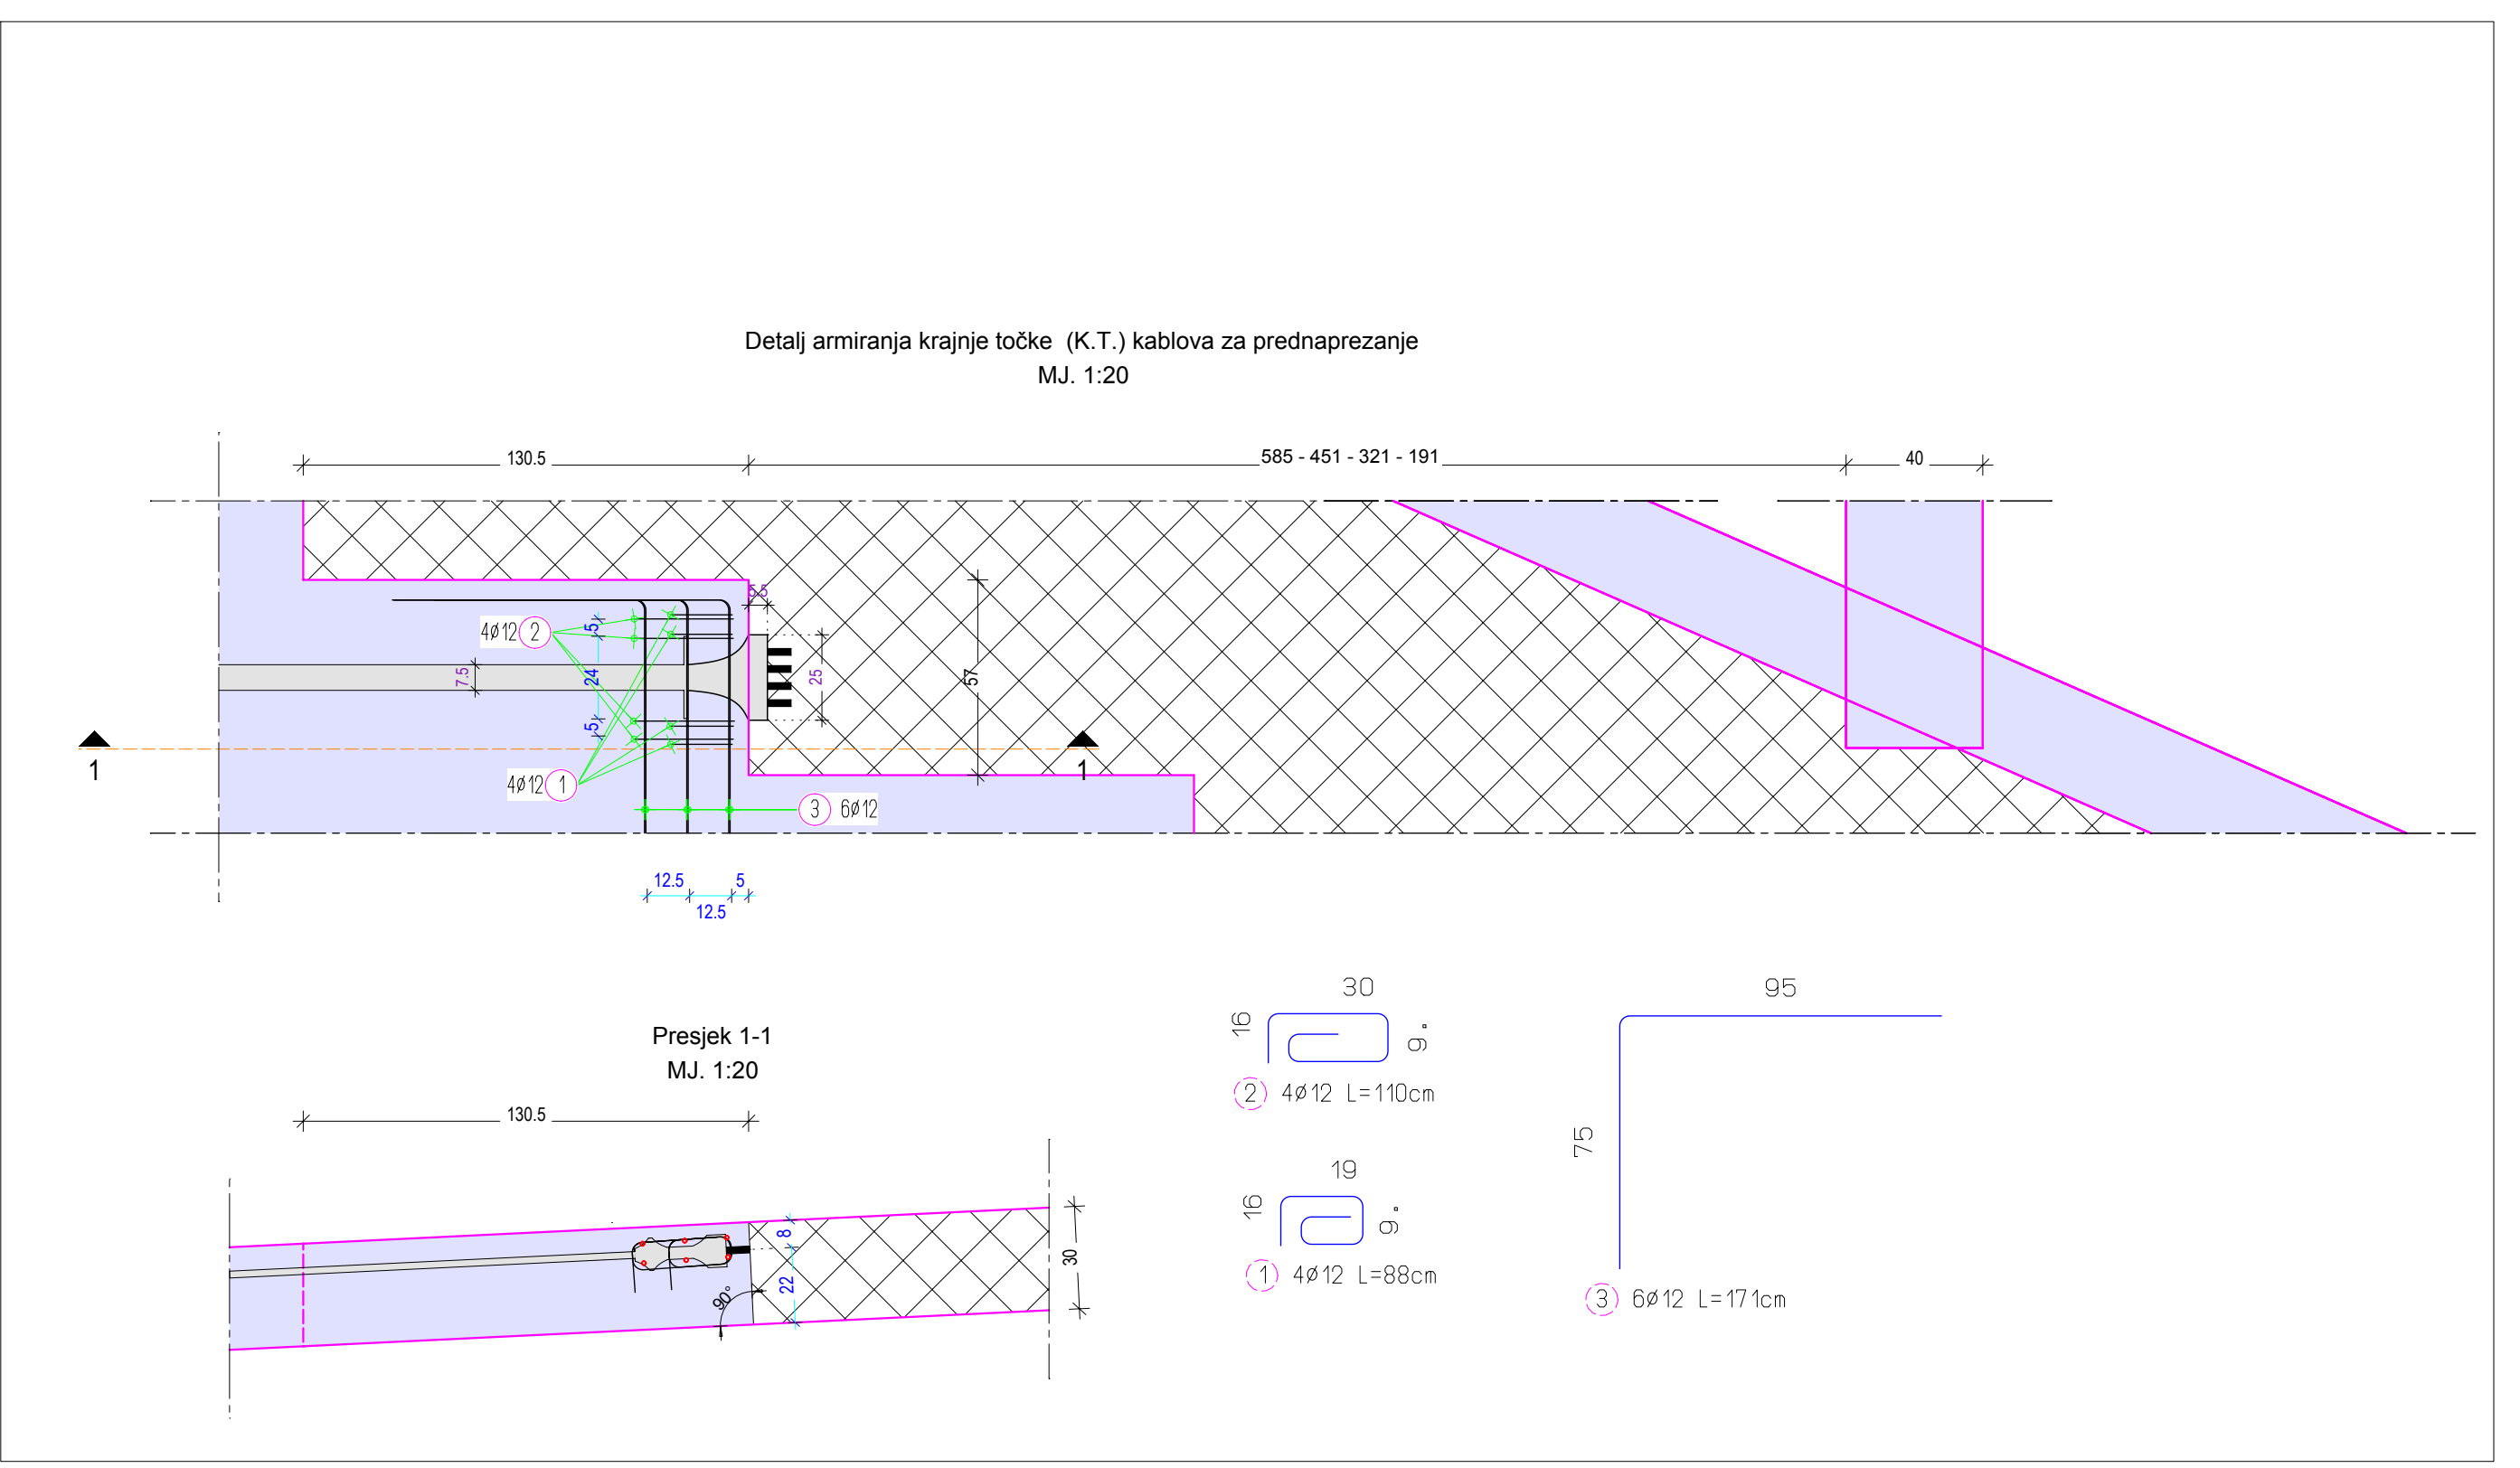 Detalj armiranja krajnje točke (K.T.) kablova za prednaprezanje
MJ. 1:20
130.5
585 - 451 - 321 - 191
40
5.5
4ø12 2
5
7.5
24
25
57
5
1
1
4ø12 1
3 6ø12
12.5
5
12.5
30
16
9.
2 4ø12 L=110cm
95
75
3 6ø12 L=171cm
19
16
9.
1 4ø12 L=88cm
Presjek 1-1
MJ. 1:20
130.5
8
22
90°
30